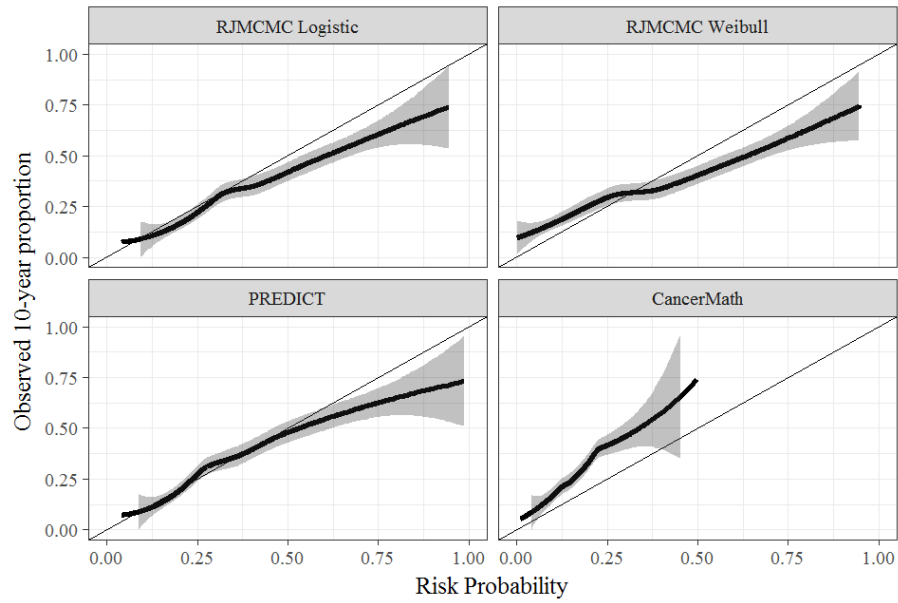 RJMCMC Logistic
RJMCMC Weibull
1.00
0.75
0.50
0.25
0.00
PREDICT
CancerMath
1.00
0.75
0.50
0.25
0.00
0.00 0.25 0.50 0.75 1.00
0.00 0.25 0.50 0.75 1.00
Observed 10-year proportion
Risk Probability